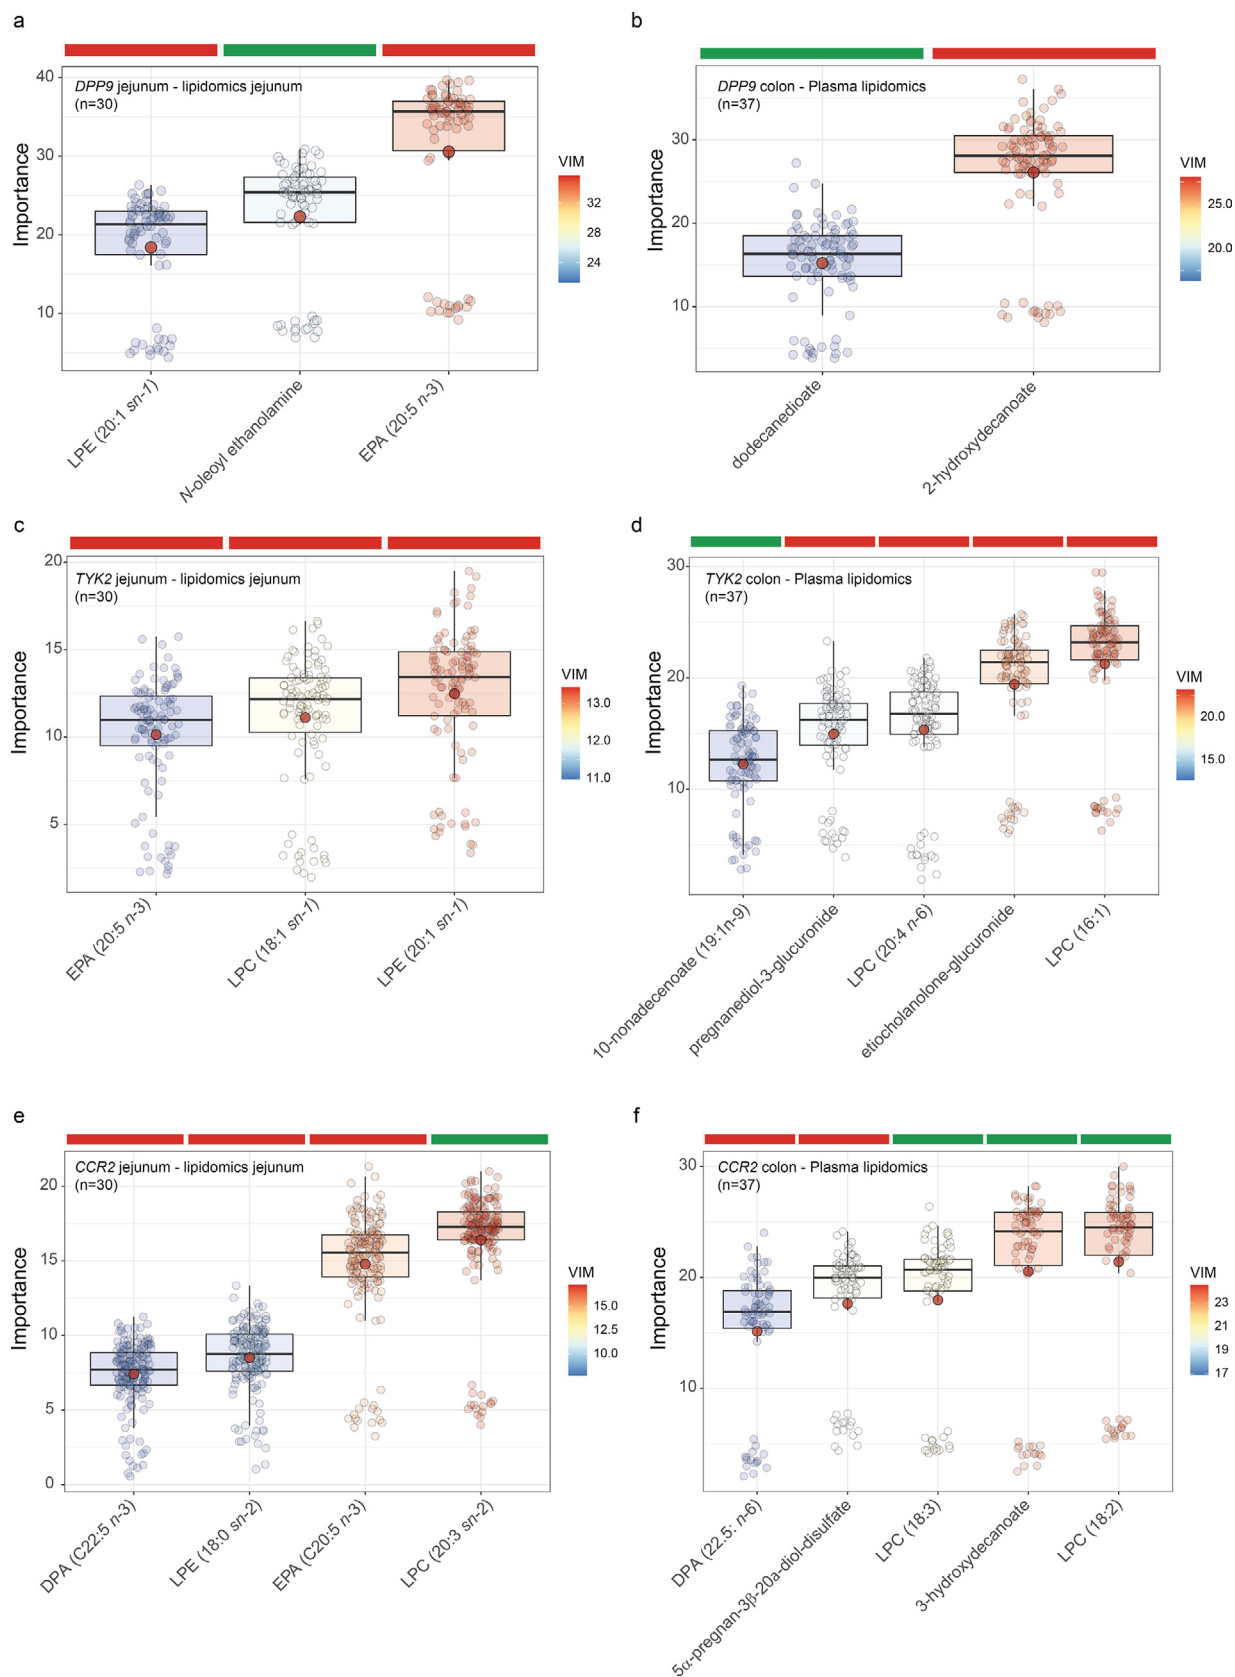 a
DPP9 jejunum - lipidomics jejunum
(n=30)
Importance
40
30
20
10
LPE (20:1 sn-1)
N-oleoyl ethanolamine
EPA (20:5 n-3)
VIM
32
28
24
b
DPP9 colon - Plasma lipidomics
(n=37)
Importance
30
20
10
dodecanedioate
2-hydroxydecanoate
VIM
25.0
20.0
c
TYK2 jejunum - lipidomics jejunum
(n=30)
Importance
20
15
10
5
EPA (20:5 n-3)
LPC (18:1 sn-1)
LPE (20:1 sn-1)
VIM
13.0
12.0
11.0
d
TYK2 colon - Plasma lipidomics
(n=37)
Importance
30
20
10
10-nonadecenoate (19:1n-9)
pregnanediol-3-glucuronide
LPC (20:4 n-6)
etiocholanolone-glucuronide
LPC (16:1)
VIM
20.0
15.0
e
CCR2 jejunum - lipidomics jejunum
(n=30)
Importance
20
15
10
5
0
DPA (C22:5 n-3)
LPE (18:0 sn-2)
EPA (C20:5 n-3)
LPC (20:3 sn-2)
VIM
15.0
12.5
10.0
f
CCR2 colon - Plasma lipidomics
(n=37)
Importance
30
20
10
DPA (22.5: n-6)
5α-pregnan-3β-20a-diol-disulfate
LPC (18:3)
3-hydroxydecanoate
LPC (18:2)
VIM
23
21
19
17